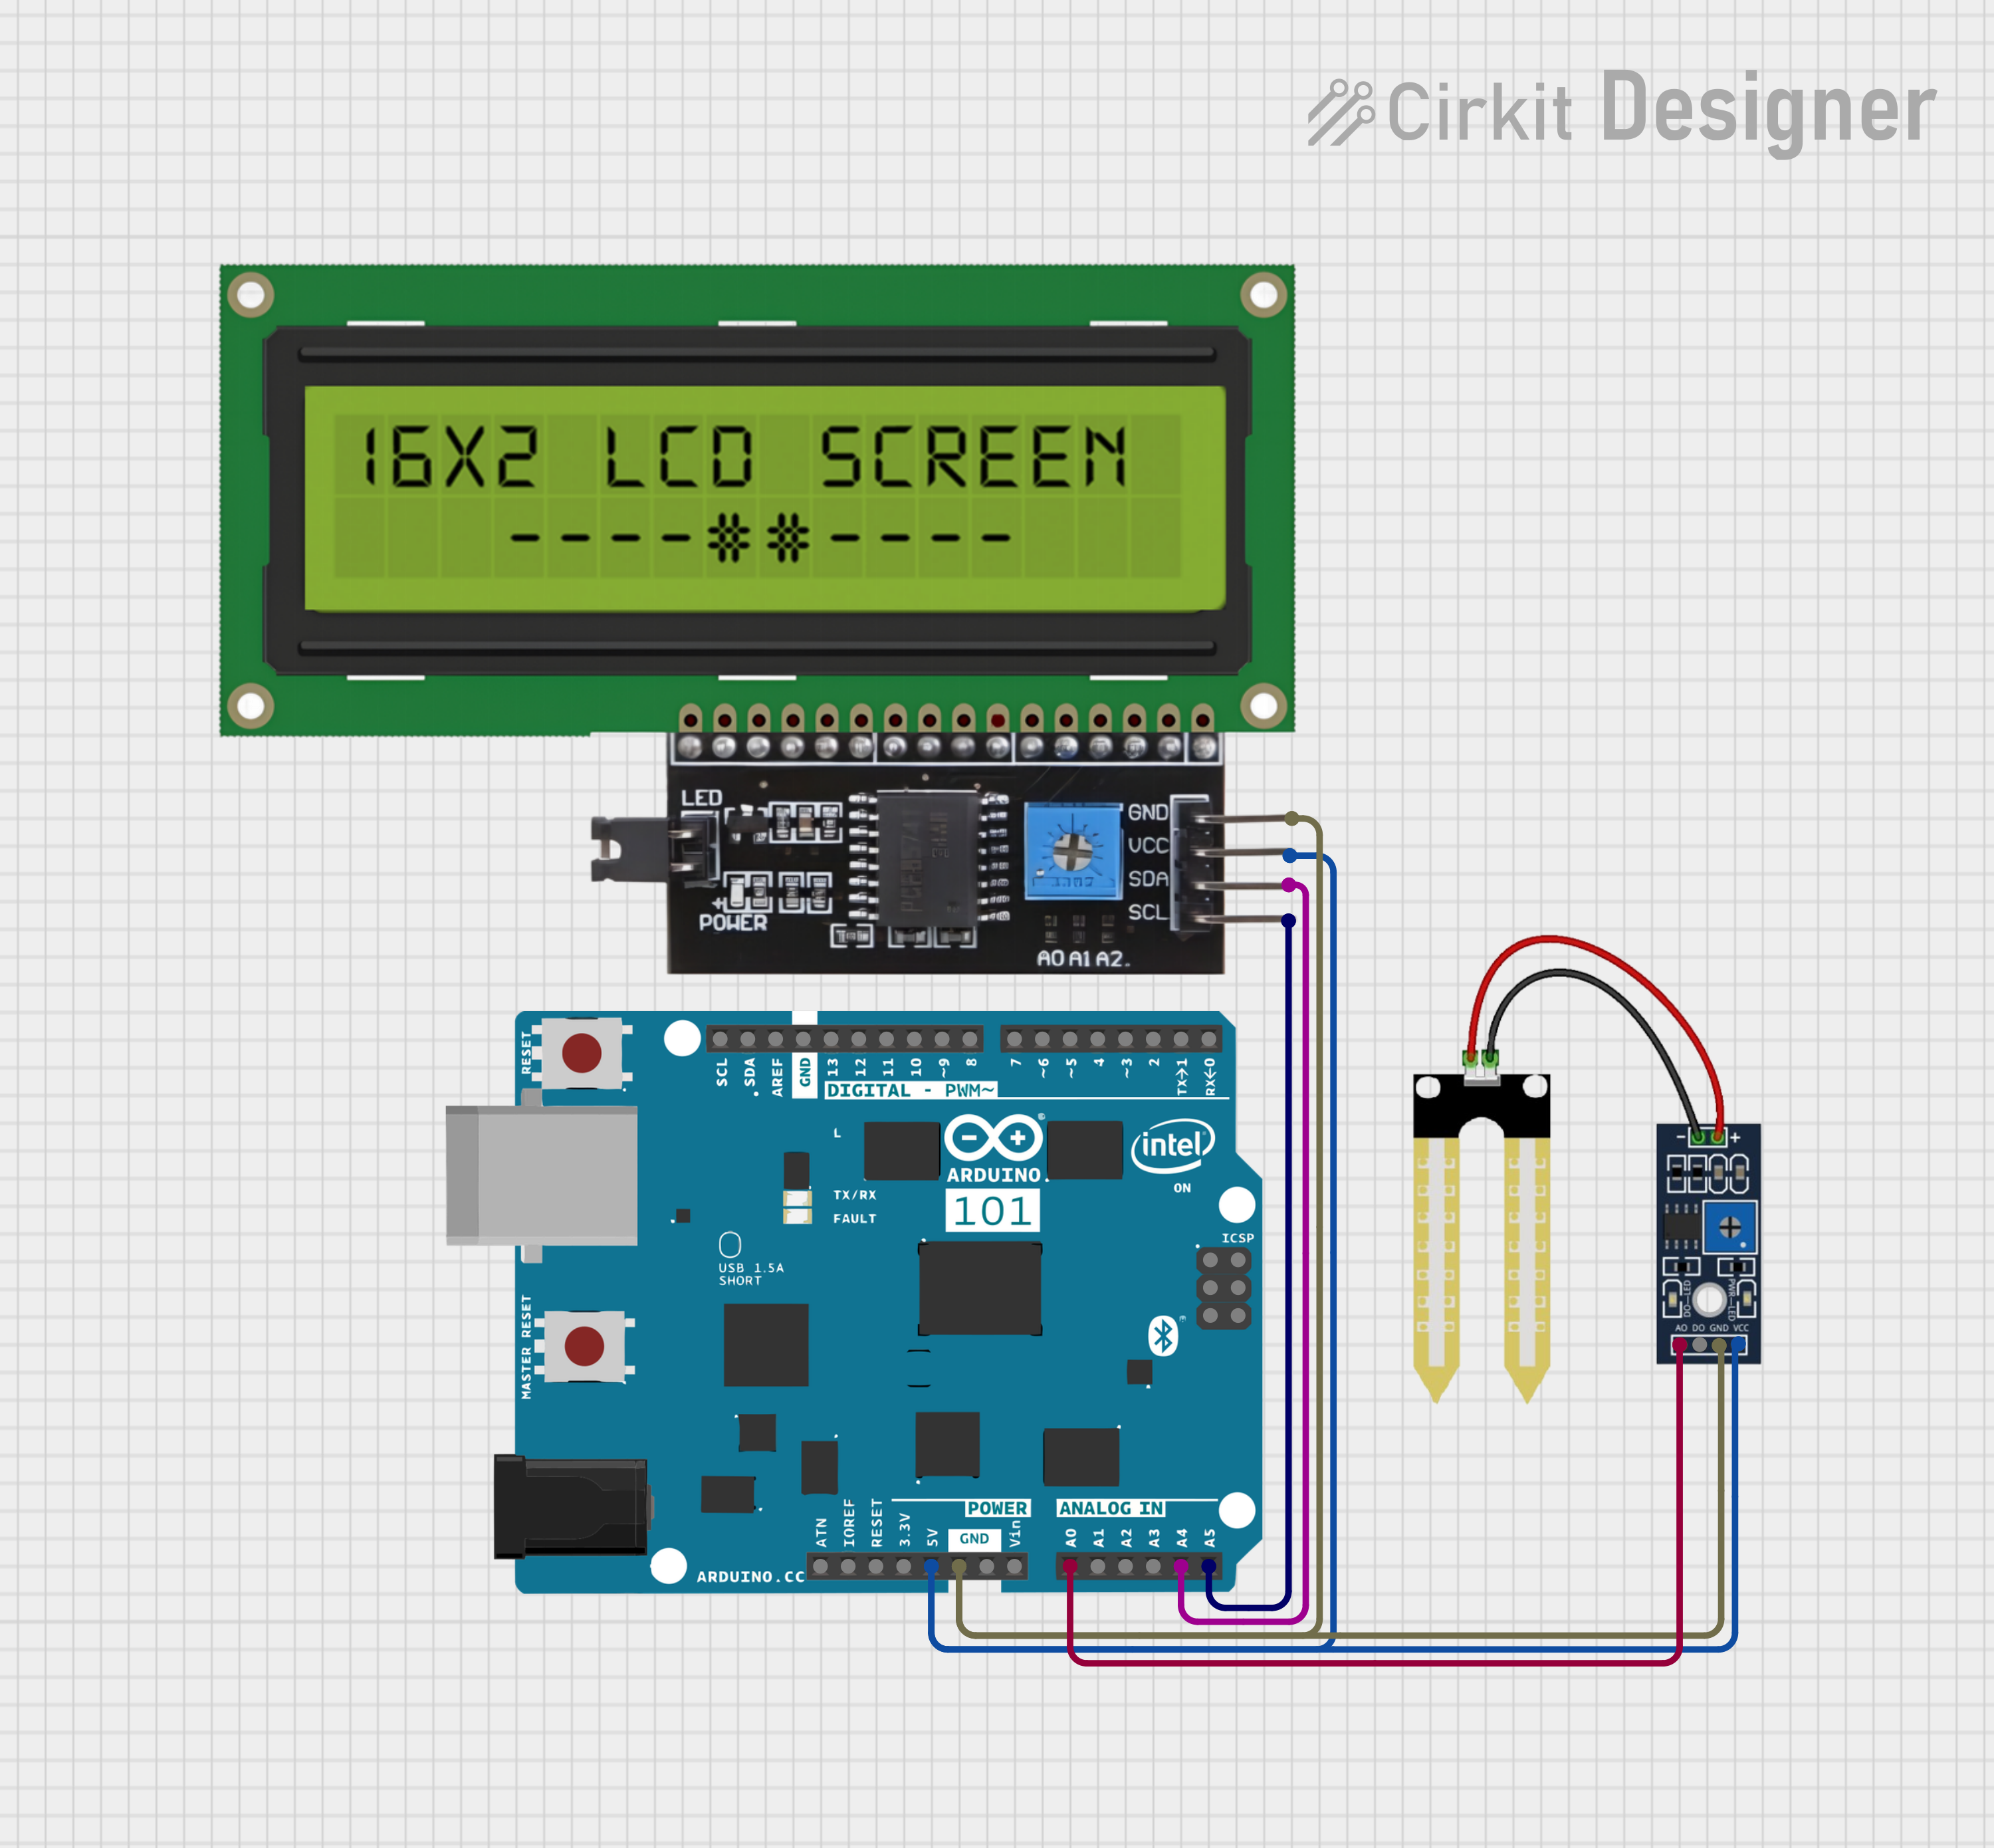 Cirkit Designer
16X2 LCD SCREEN
----##----
LED
GND
VCC
SDA
SCL
POWER
A0 A1 A2.
RESET
SCL
SDA
AREF
GND
13
12
11
10
~9
8
7
~6
~5
4
~3
2
TX→1
RX←0
DIGITAL - PWM~
L
ARDUINO.
intel
ON
TX/RX
FAULT
101
ICSP
USB 1.5A
SHORT
MASTER RESET
POWER
ANALOG IN
ATN
IOREF
RESET
3.3V
5V
GND
Vin
A0
A1
A2
A3
A4
A5
ARDUINO.CC
- +
DO-LED
PWR-LED
AO DO GND VCC